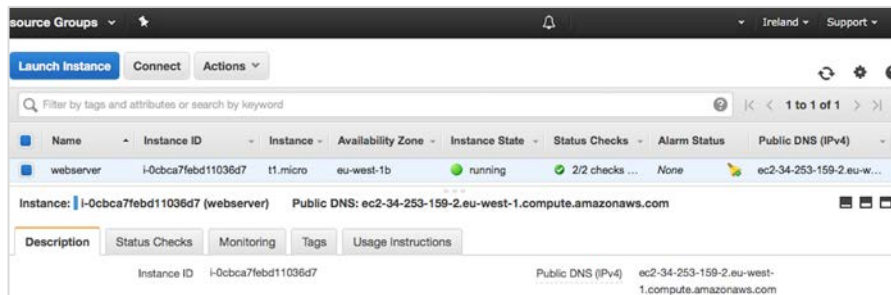 source Groups
Ireland Support
Launch Instance Connect Actions
Filter by tags and attributes or search by keyword 1 to 1 of 1
Name Instance ID Instance Availability Zone Instance State Status Checks Alarm Status Public DNS (IPv4)
webserver i-0cbca7febd11036d7 t1.micro eu-west-1b running 2/2 checks ... None ec2-34-253-159-2.eu-w...
Instance: i-0cbca7febd11036d7 (webserver) Public DNS: ec2-34-253-159-2.eu-west-1.compute.amazonaws.com
Description Status Checks Monitoring Tags Usage Instructions
Instance ID i-0cbca7febd11036d7 Public DNS (IPv4) ec2-34-253-159-2.eu-west-
1.compute.amazonaws.com